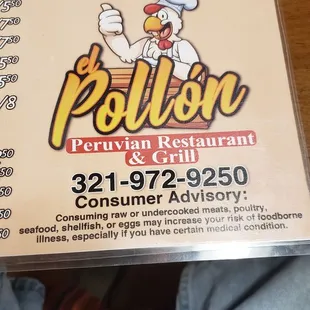 el
Pollón
Peruvian Restaurant
& Grill
321-972-9250
Consumer Advisory:
Consuming raw or undercooked meats, poultry,
seafood, shellfish, or eggs may increase your risk of foodborne
illness, especially if you have certain medical condition.